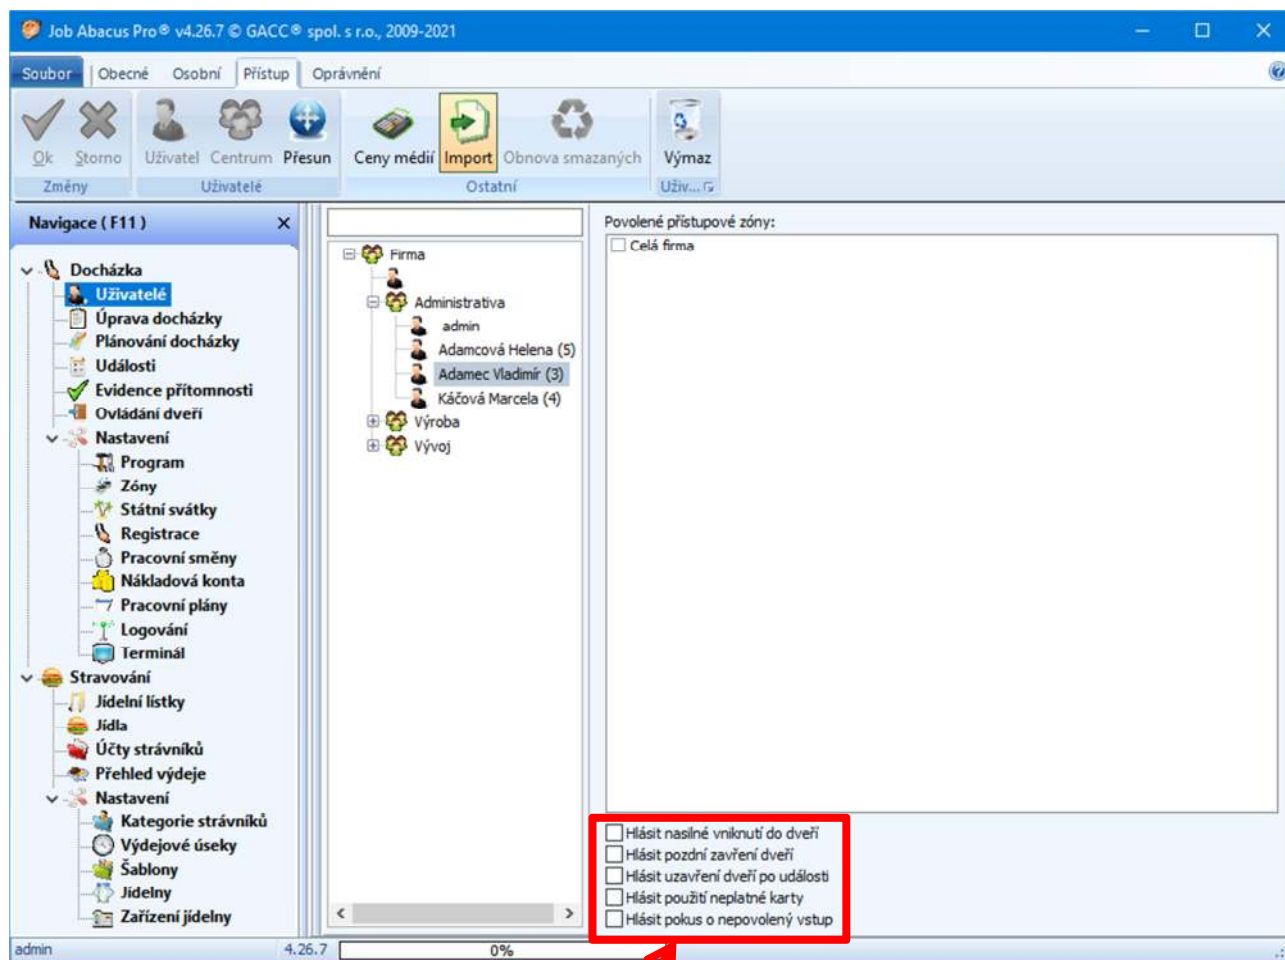 Job Abacus Pro® v4.26.7 © GACC® spol. s r.o., 2009-2021
Soubor Obecné Osobní Přístup Oprávnění
Ok Storno Uživatel Centrum Přesun Ceny médií Import Obnova smazaných Výmaz
Změny Uživatelé Ostatní Uživ...
Navigace ( F11 )
Docházka
Uživatelé
Úprava docházky
Plánování docházky
Události
Evidence přítomnosti
Ovládání dveří
Nastavení
Program
Zóny
Státní svátky
Registrace
Pracovní směny
Nákladová konta
Pracovní plány
Logování
Terminál
Stravování
Jídelní lístky
Jídla
Účty strávníků
Přehled výdeje
Nastavení
Kategorie strávníků
Výdejové úseky
Šablony
Jídelny
Zařízení jídelny
Firma
Administrativa
admin
Adamcová Helena (5)
Adamec Vladimír (3)
Káčová Marcela (4)
Výroba
Vývoj
Povolené přístupové zóny:
Celá firma
Hlásit nasilné vniknutí do dveří
Hlásit pozdní zavření dveří
Hlásit uzavření dveří po události
Hlásit použití neplatné karty
Hlásit pokus o nepovolený vstup
admin 4.26.7 0%